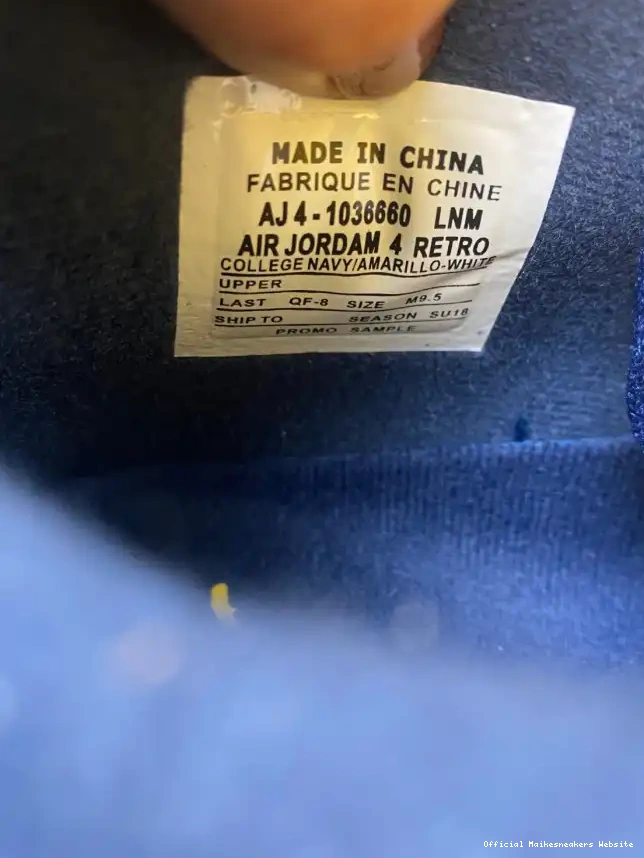 MADE IN CHINA
FABRIQUE EN CHINE
AJ 4-1036660 LNM
AIR JORDAM 4 RETRO
COLLEGE NAVY/AMARILLO-WHITE
UPPER
LAST QF-8 SIZE M9.5
SHIP TO SEASON SU18
PROMO SAMPLE
Official Maikesneakers Website